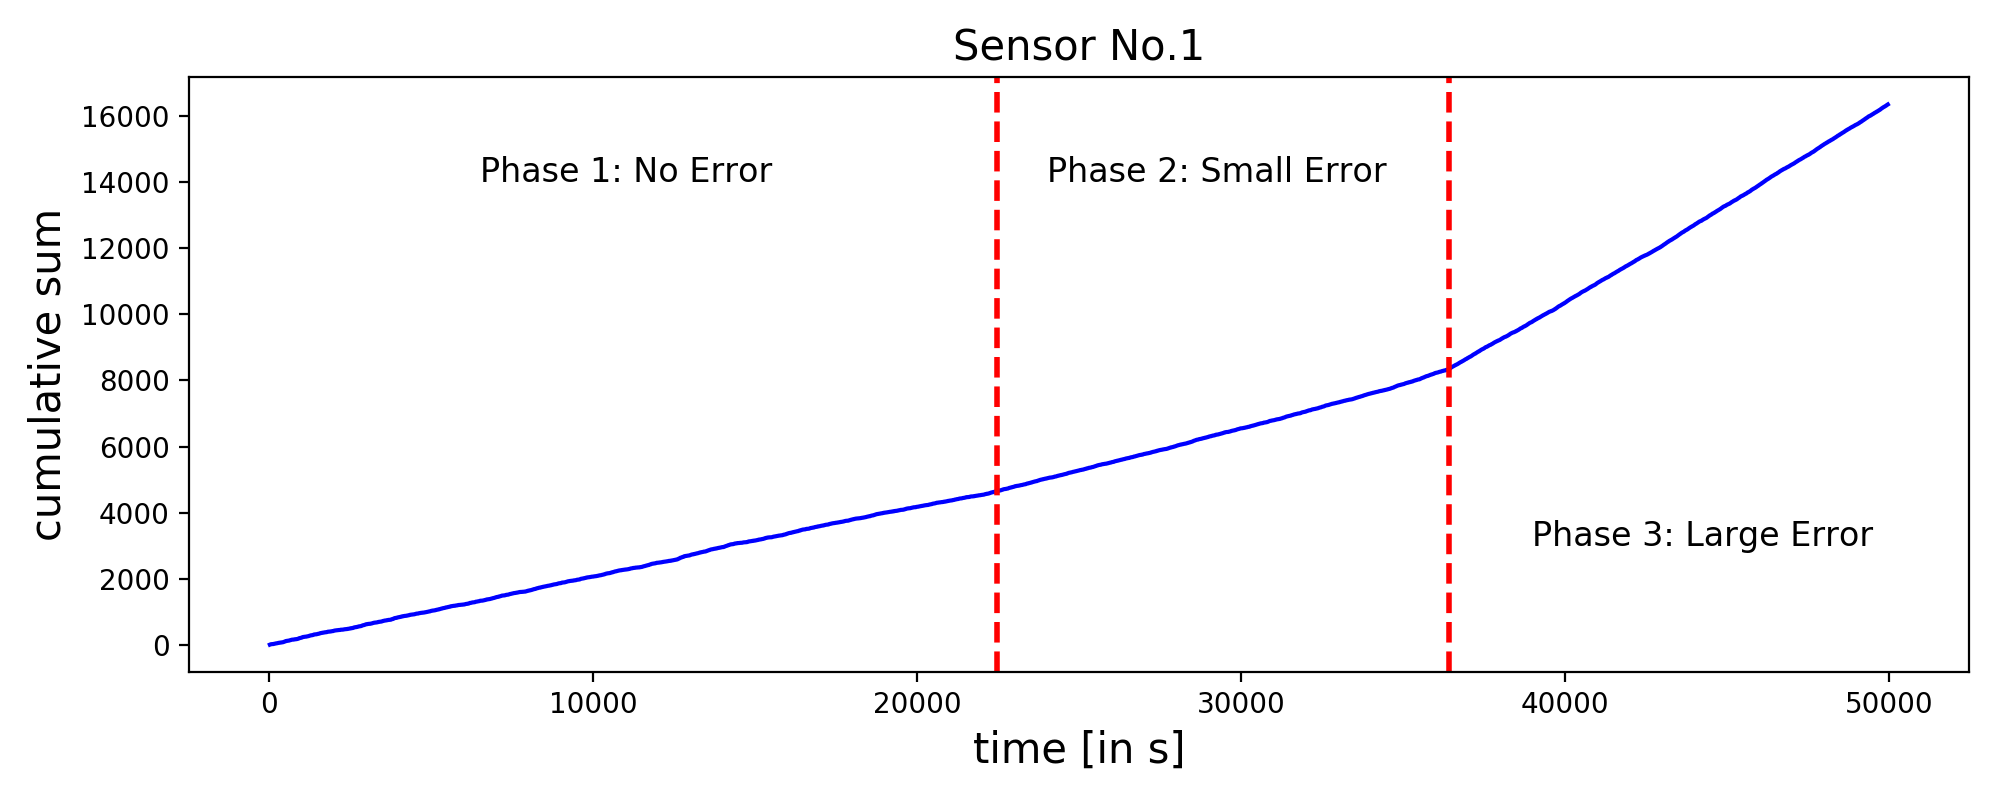 Sensor No.1
16000
14000
12000
10000
8000
6000
4000
2000
0
cumulative sum
Phase 1: No Error
Phase 2: Small Error
Phase 3: Large Error
0 10000 20000 30000 40000 50000
time [in s]